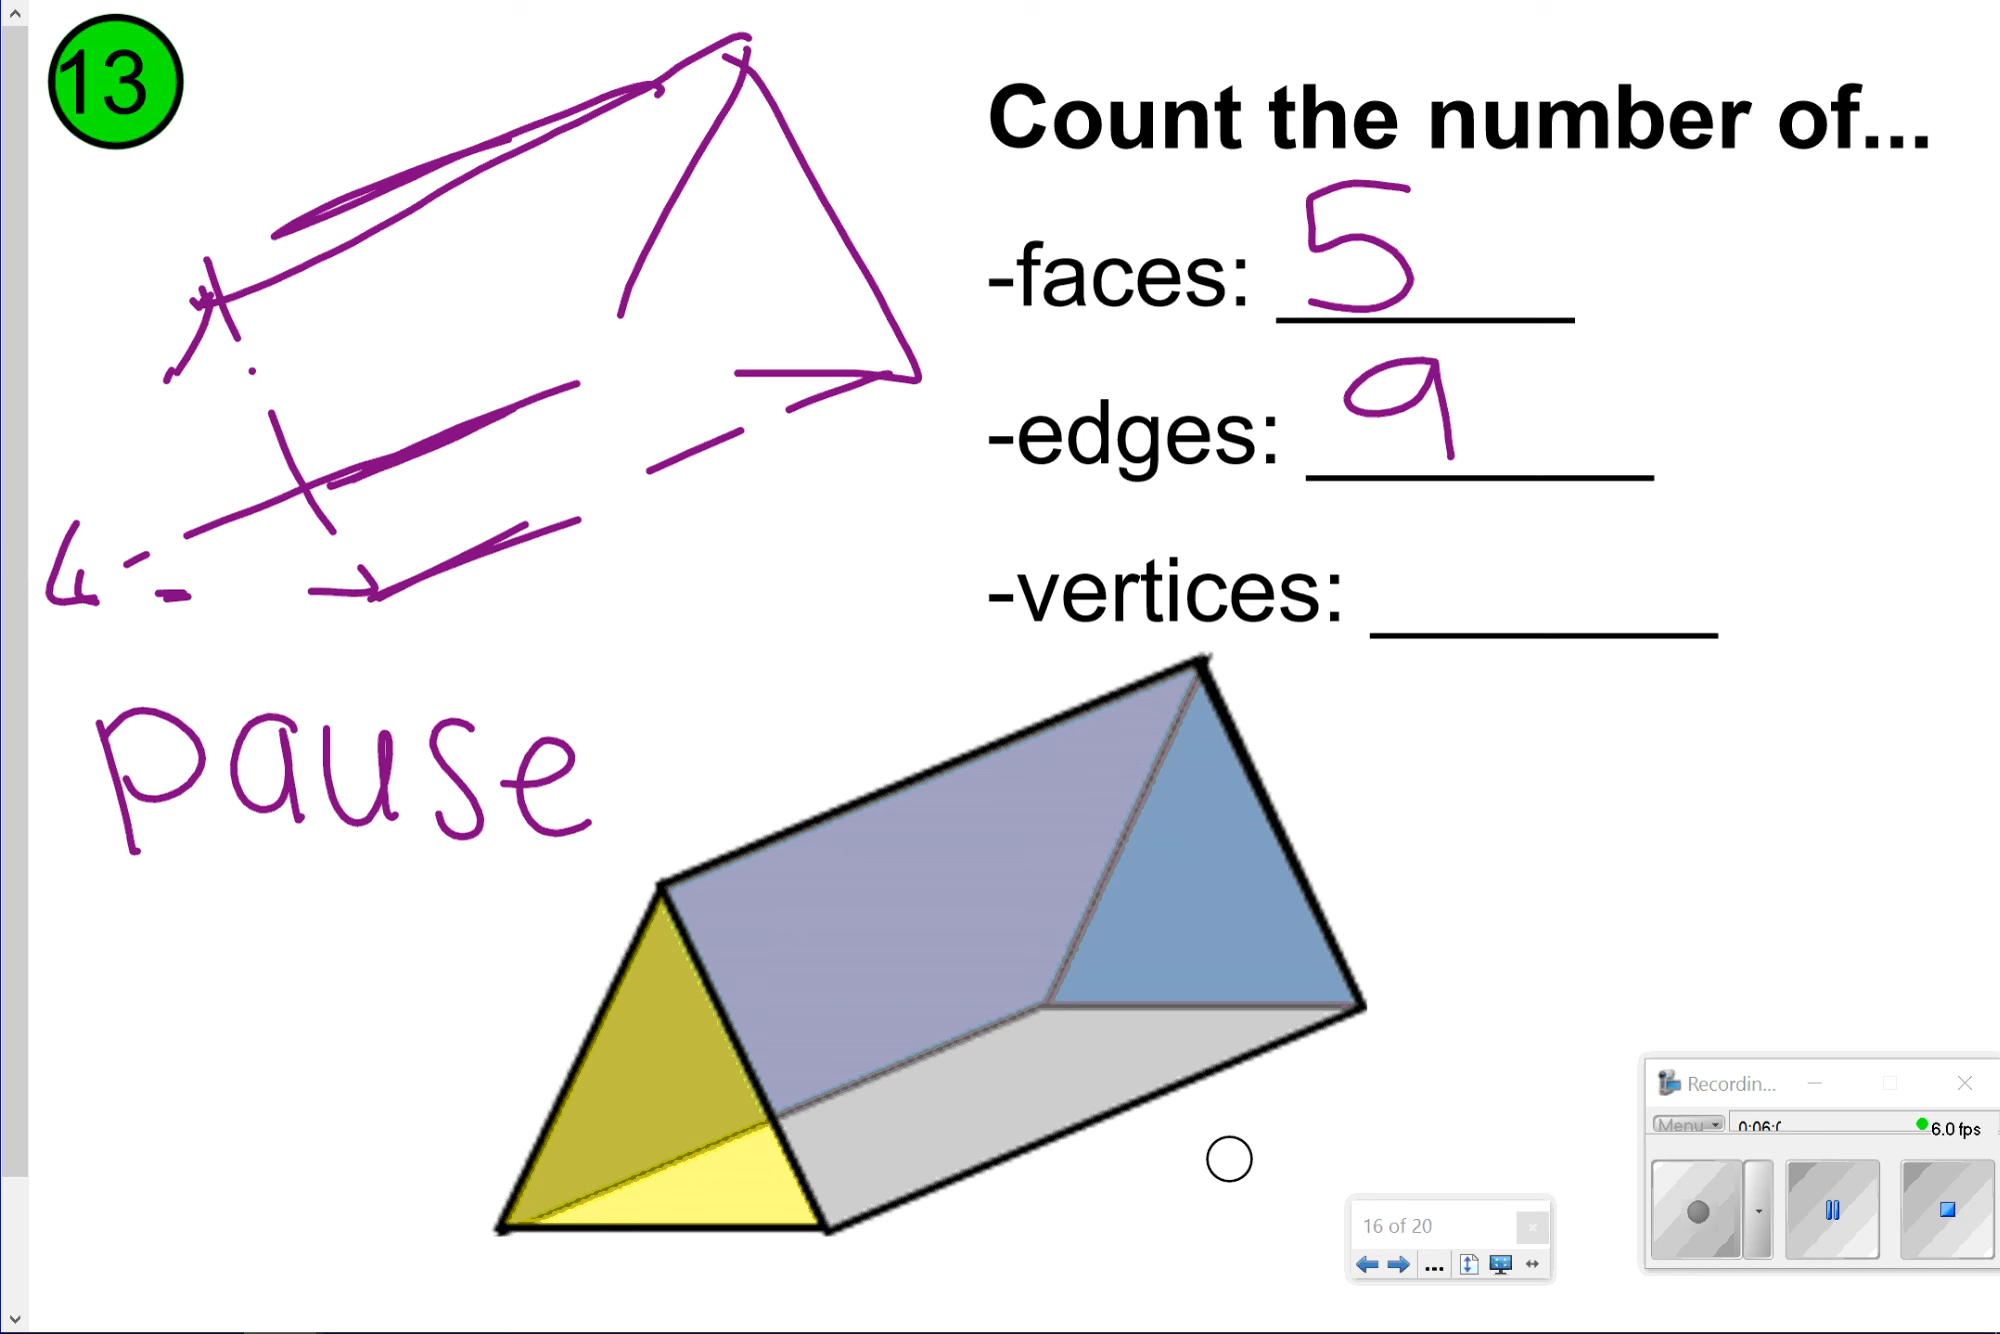 13
Count the number of...
-faces: 5
-edges: 9
-vertices:
pause
Recordin...
Menu
6.0 fps
16 of 20
...